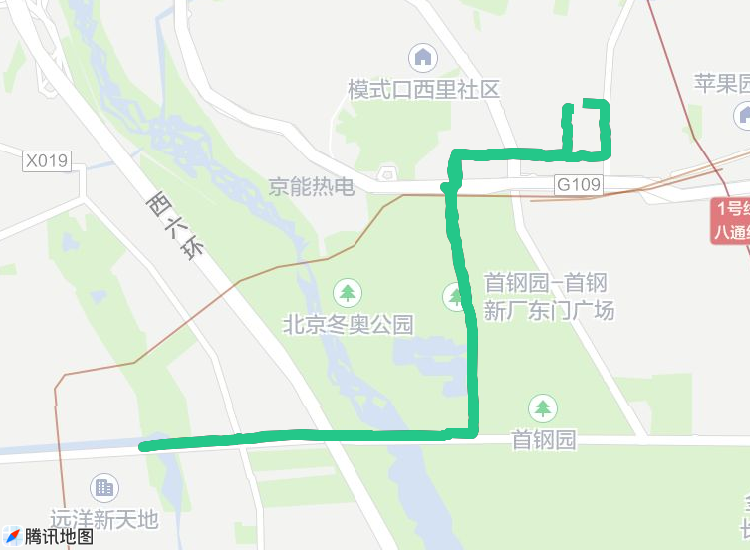 苹果园
模式口西里社区
X019
京能热电
G109
西六环
1号线
八通线
首钢园-首钢
新厂东门广场
北京冬奥公园
首钢园
远洋新天地
腾讯地图